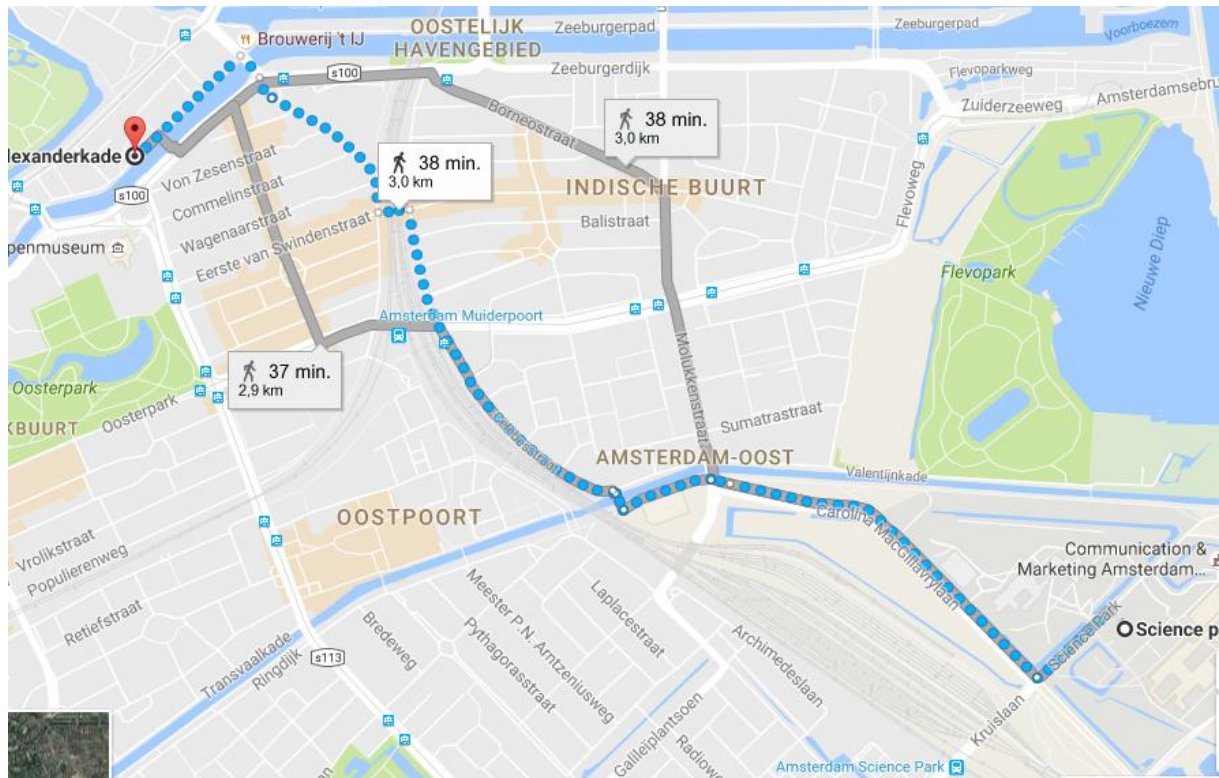 OOSTELIJK
HAVENGEBIED
Zeeburgerpad
Zeeburgerpad
Voorboezem
Brouwerij 't IJ
s100
Zeeburgerdijk
Flevoparkweg
Zuiderzeeweg
Amsterdamsebru
Borneostraat
38 min.
3,0 km
lexanderkade
Von Zesenstraat
38 min.
3,0 km
s100
Commelinstraat
INDISCHE BUURT
Flevoweg
Wagenaarstraat
Balistraat
penmuseum
Eerste van Swindenstraat
Flevopark
Nieuwe Diep
Amsterdam Muiderpoort
37 min.
2,9 km
Oosterpark
Oosterpark
Molukkenstraat
KBUURT
Sumatrastraat
Celebesstraat
AMSTERDAM-OOST
Valentijnkade
OOSTPOORT
Carolina MacGillavrylaan
Vrolikstraat
Populierenweg
Communication &
Marketing Amsterdam...
Retiefstraat
Meester P.N. Arntzeniusweg
Laplacestraat
Science Park
Science p
Bredeweg
Pythagorasstraat
Archimedeslaan
Transvaalkade
Ringdijk
s113
Kruislaan
Galileiplantsoen
Radiowe
Amsterdam Science Park